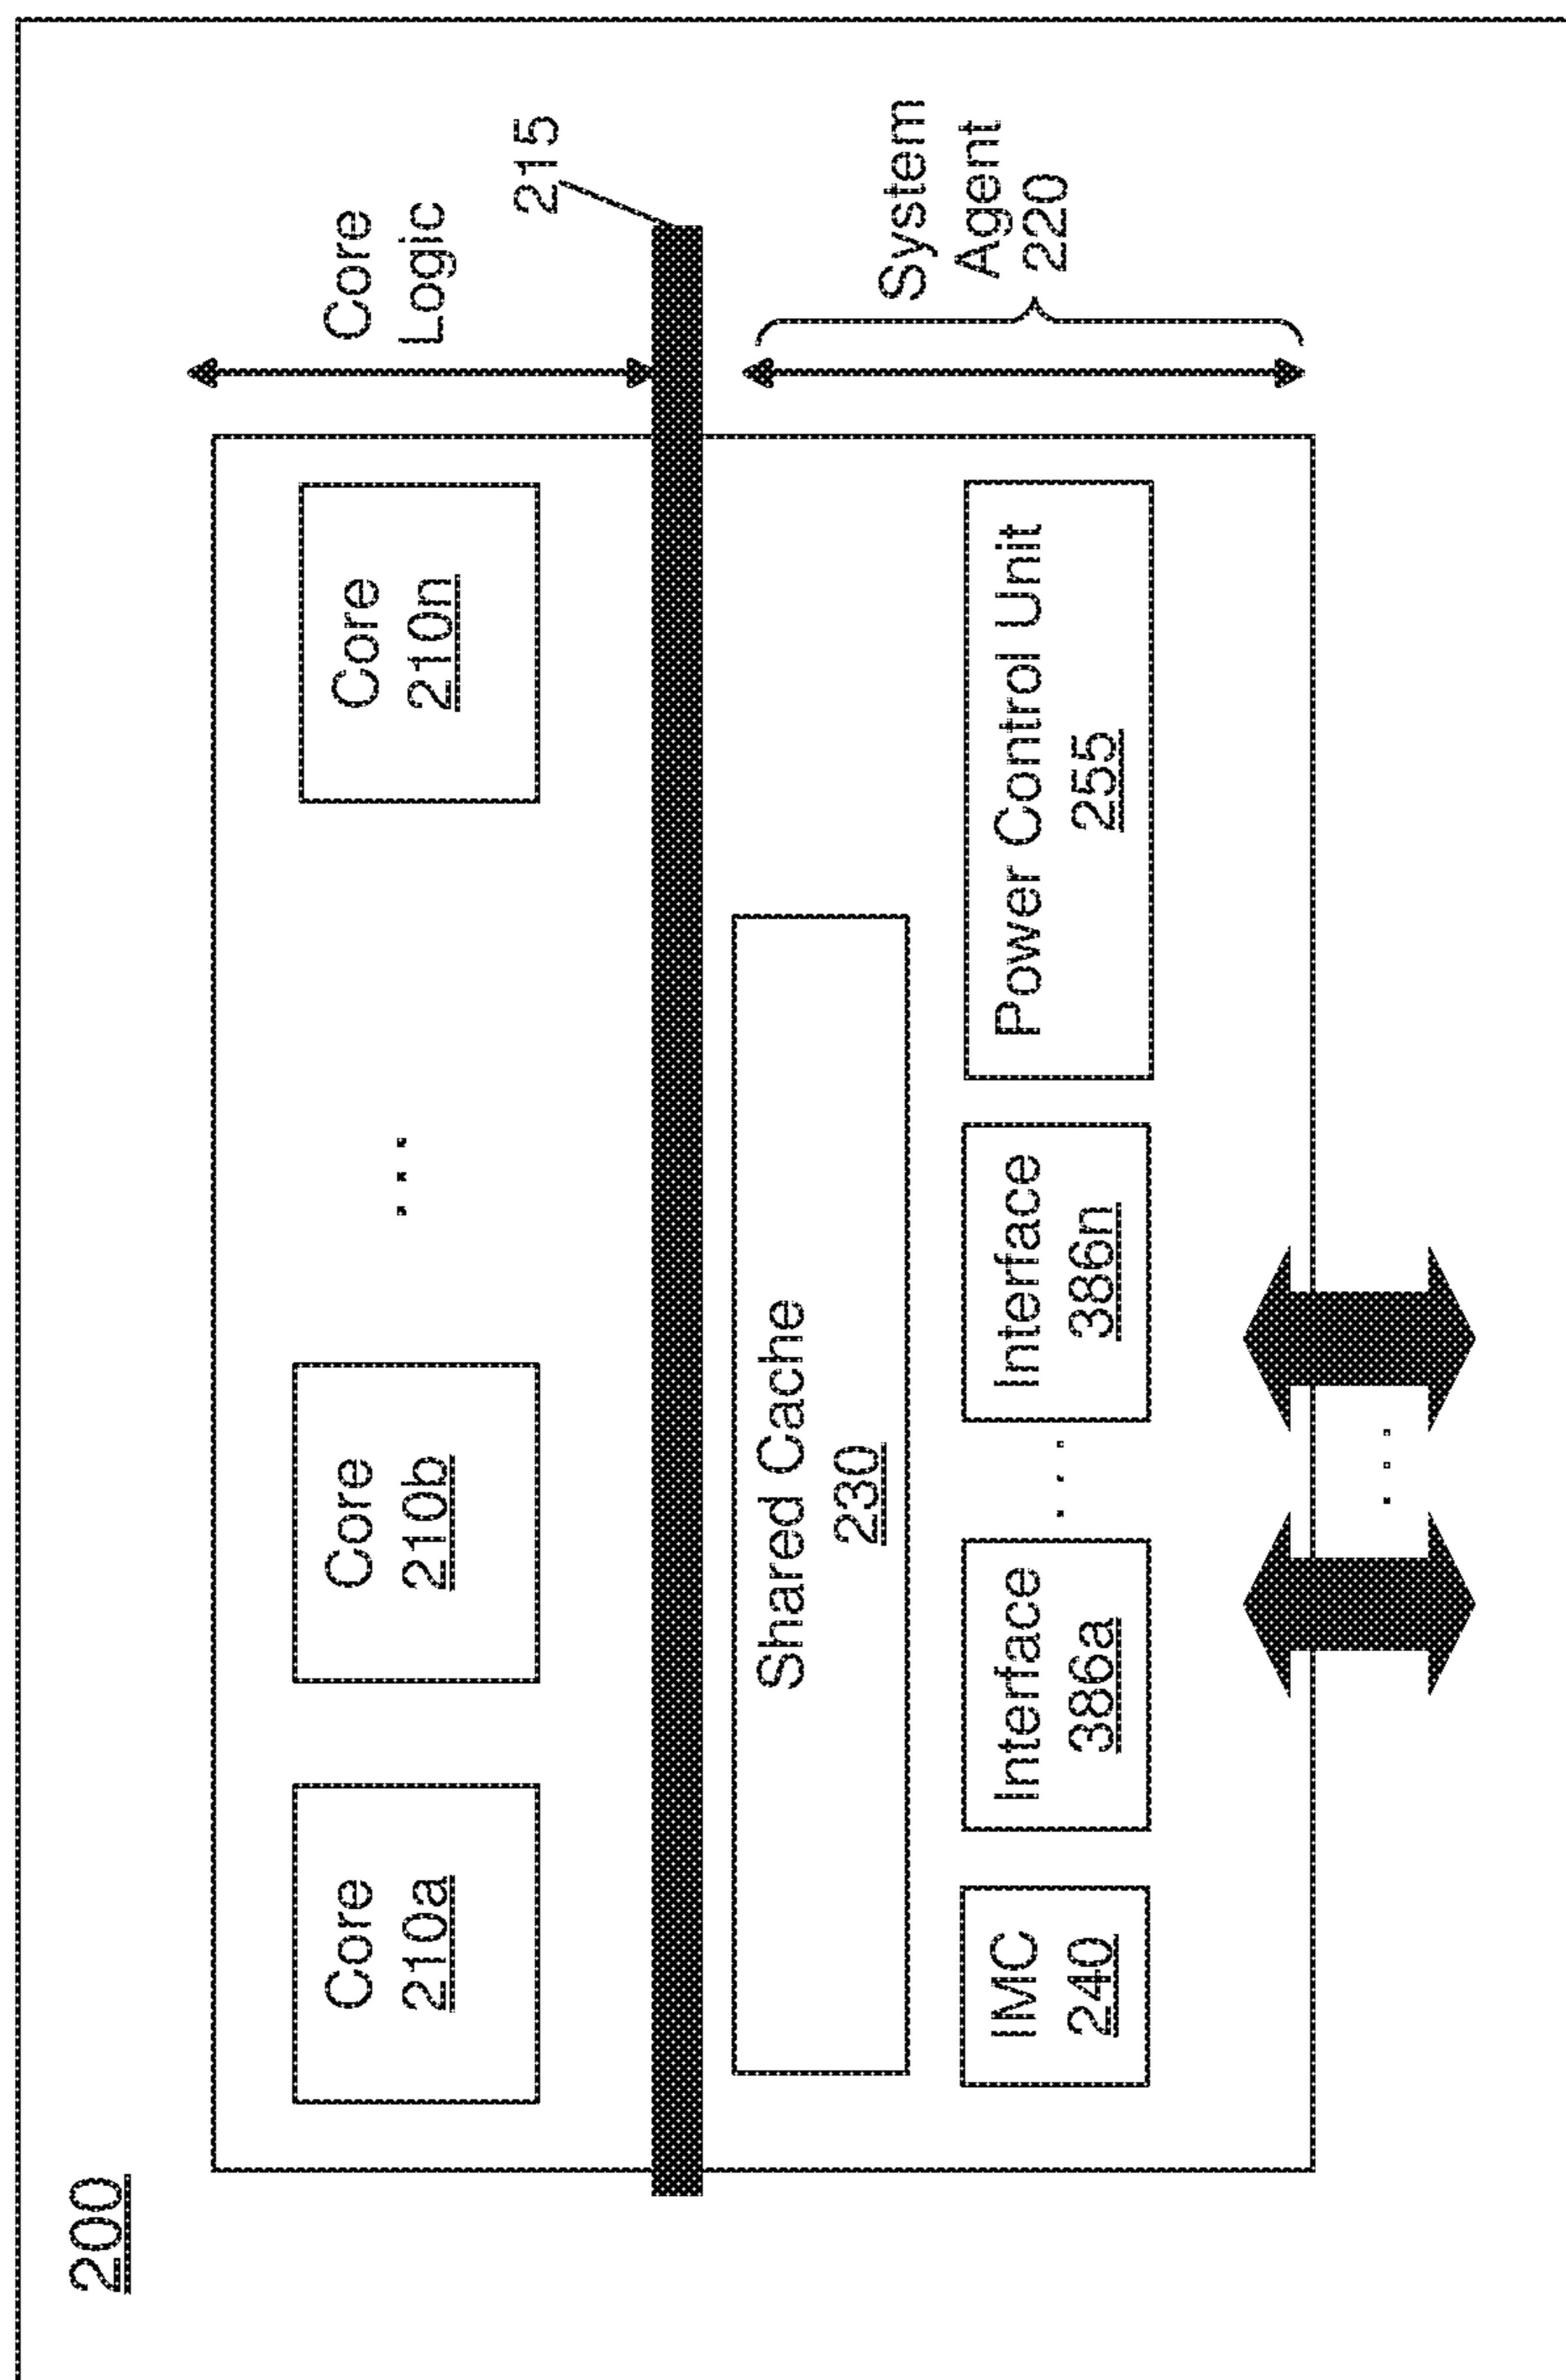 200
Core
210a
Core
210b
. . .
Core
210n
Core
Logic
215
Shared Cache
230
System
Agent
220
IMC
240
Interface
386a
. . .
Interface
386n
Power Control Unit
255
. . .